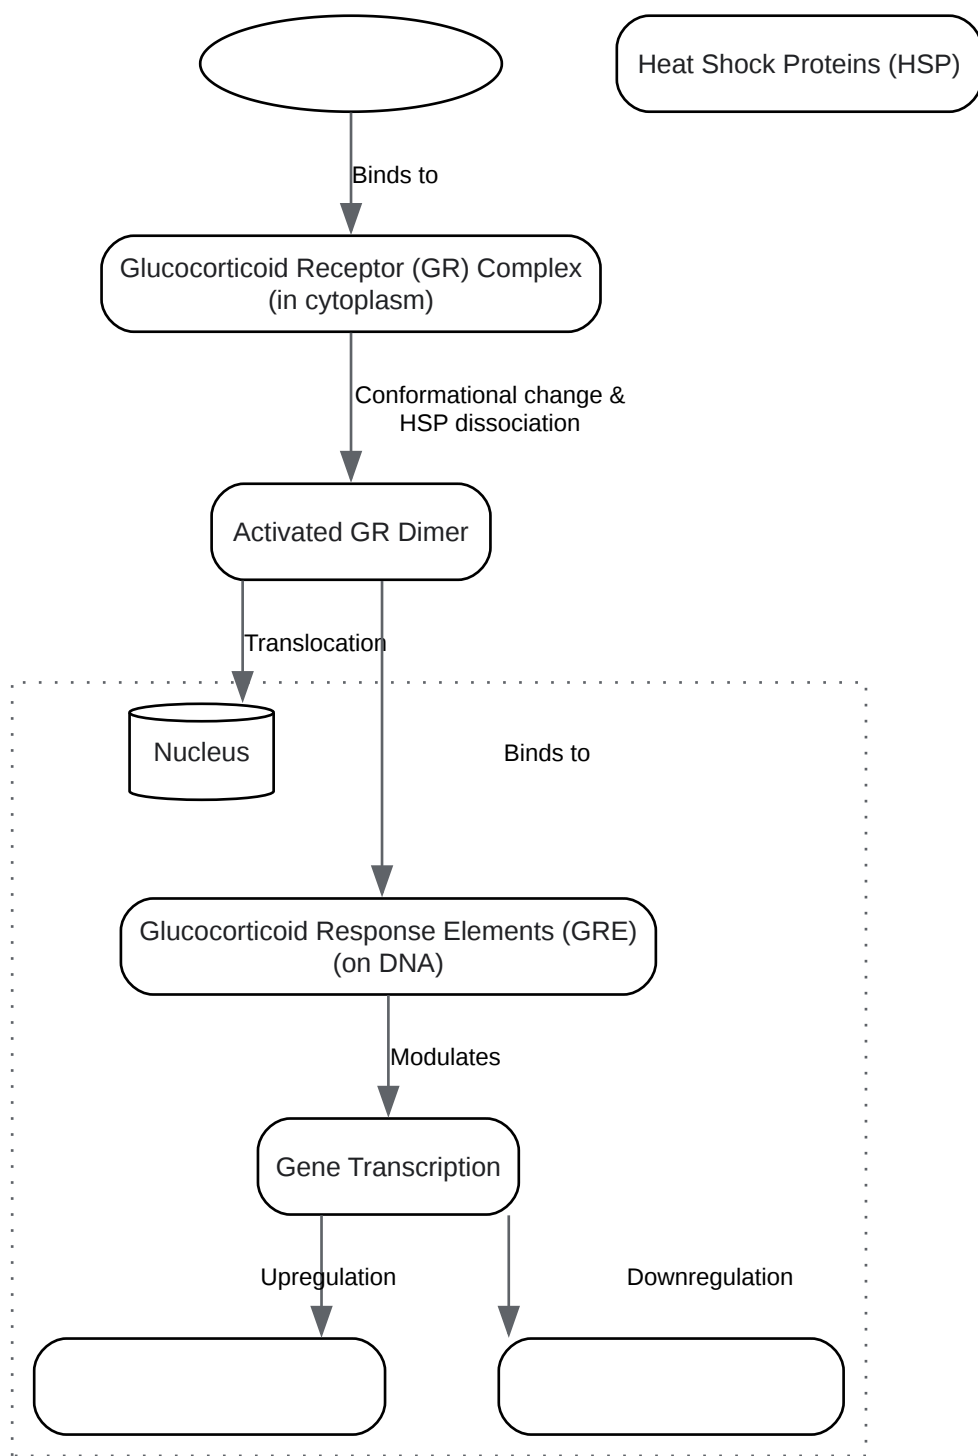 Heat Shock Proteins (HSP)
Binds to
Glucocorticoid Receptor (GR) Complex
(in cytoplasm)
Conformational change &
HSP dissociation
Activated GR Dimer
Translocation
Nucleus
Binds to
Glucocorticoid Response Elements (GRE)
(on DNA)
Modulates
Gene Transcription
Upregulation
Downregulation